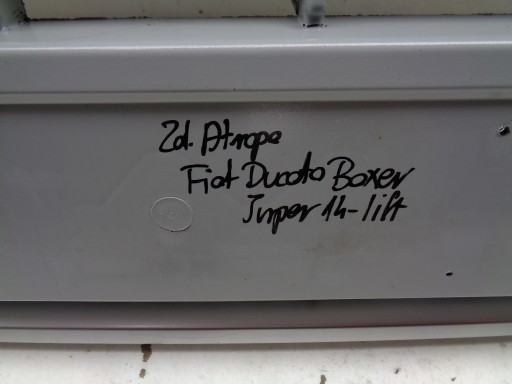 Zd. Atrapa
Fiat Ducato Boxer
Jumper 14-lift